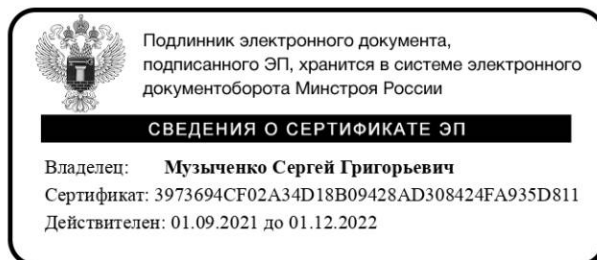 Подлинник электронного документа,
подписанного ЭП, хранится в системе электронного
документоборота Минстроя России
СВЕДЕНИЯ О СЕРТИФИКАТЕ ЭП
Владелец: Музыченко Сергей Григорьевич
Сертификат: 3973694CF02A34D18B09428AD308424FA935D811
Действителен: 01.09.2021 до 01.12.2022